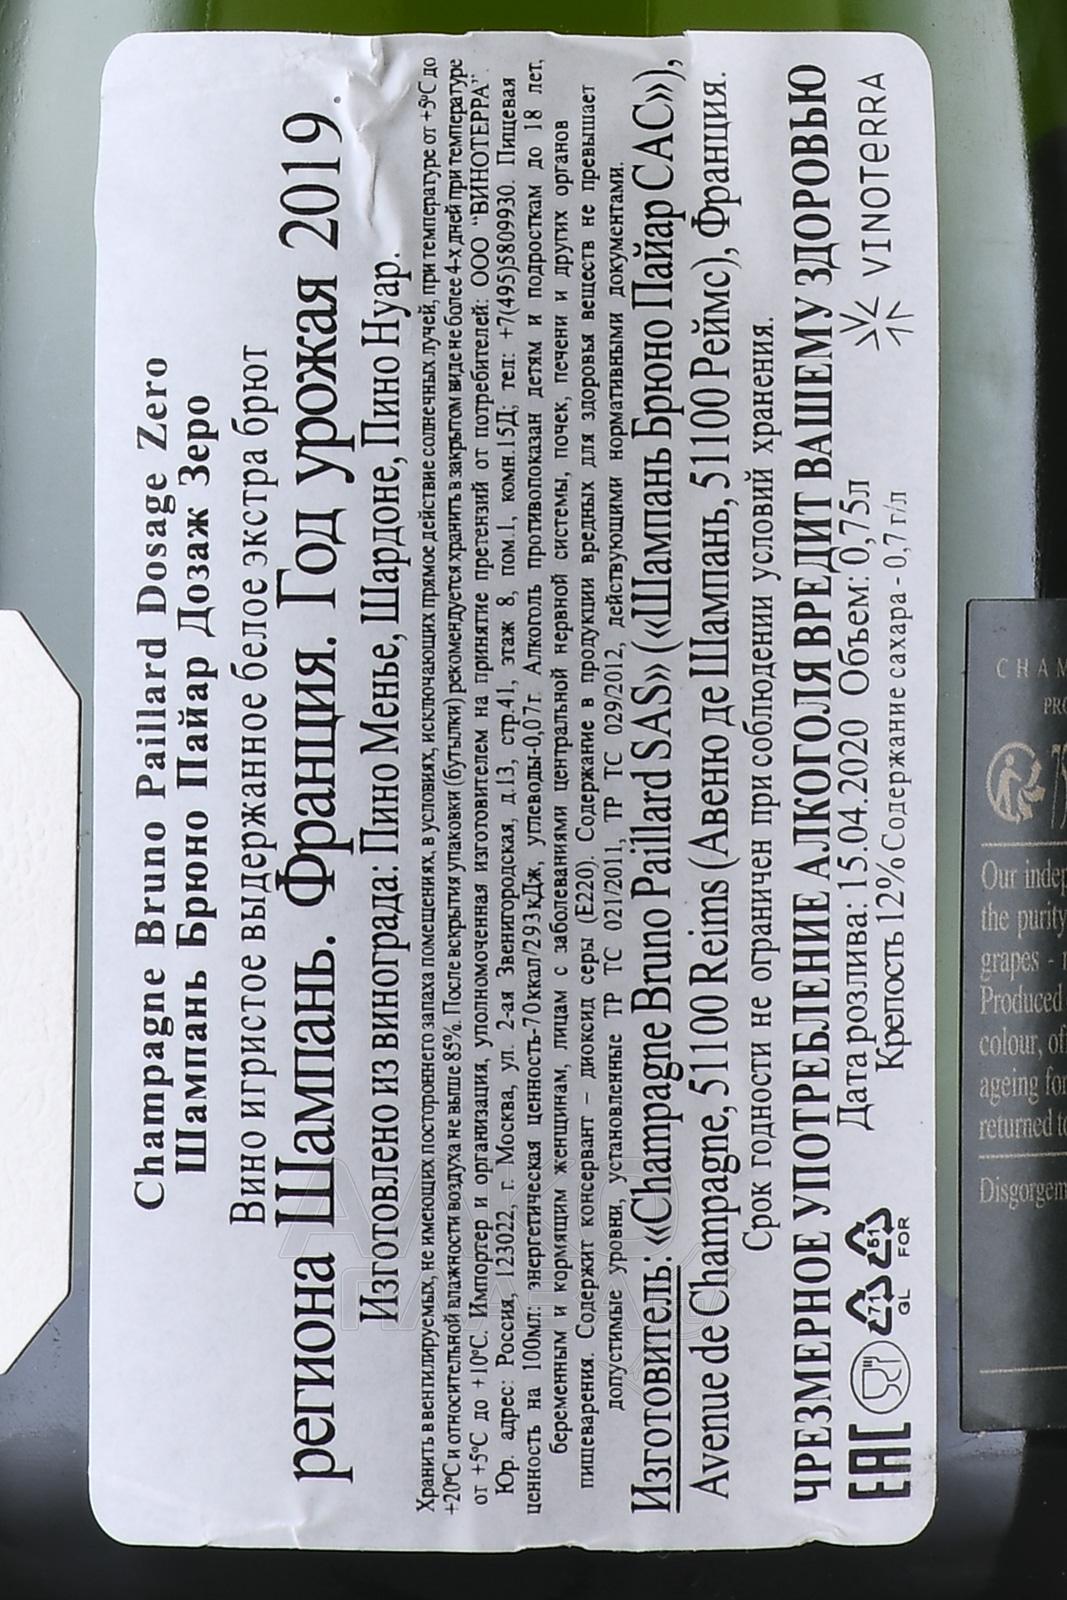 Champagne Bruno Paillard Dosage Zero
Шампань Брюно Пайар Дозаж Зеро
Вино игристое выдержанное белое экстра брют
региона Шампань. Франция. Год урожая 2019.
Изготовлено из винограда: Пино Менье, Шардоне, Пино Нуар.
Хранить в вентилируемых, не имеющих постороннего запаха помещениях, в условиях, исключающих прямое действие солнечных лучей, при температуре от +5°C до
+20°C и относительной влажности воздуха не выше 85%. После вскрытия упаковки (бутылки) рекомендуется хранить в закрытом виде не более 4-х дней при температуре
от +5°C до +10°C. Импортер и организация, уполномоченная изготовителем на принятие претензий от потребителей: ООО "ВИНОТЕРРА".
Юр. адрес: Россия, 123022, г. Москва, ул. 2-ая Звенигородская, д.13, стр.41, этаж 8, пом.1, комн.15Д; тел: +7(495)5809930. Пищевая
ценность на 100мл: энергетическая ценность-70ккал/293кДж, углеводы-0,07г. Алкоголь противопоказан детям и подросткам до 18 лет,
беременным и кормящим женщинам, лицам с заболеваниями центральной нервной системы, почек, печени и других органов
пищеварения. Содержит консервант – диоксид серы (E220). Содержание в продукции вредных для здоровья веществ не превышает
допустимые уровни, установленные ТР ТС 021/2011, ТР ТС 029/2012, действующими нормативными документами.
Изготовитель: «Champagne Bruno Paillard SAS» («Шампань Брюно Пайар САС»),
Avenue de Champagne, 51100 Reims (Авеню де Шампань, 51100 Реймс), Франция.
Срок годности не ограничен при соблюдении условий хранения.
ЧРЕЗМЕРНОЕ УПОТРЕБЛЕНИЕ АЛКОГОЛЯ ВРЕДИТ ВАШЕМУ ЗДОРОВЬЮ
Дата розлива: 15.04.2020 Объем: 0,75л
Крепость 12% Содержание сахара - 0,7 г/л
VINOTERRA
EAC
71
GL
51
FOR
CHAM
PRO
75
Our indep
the purity
grapes -
Produced
colour, of
ageing for
returned to
Disgorgem